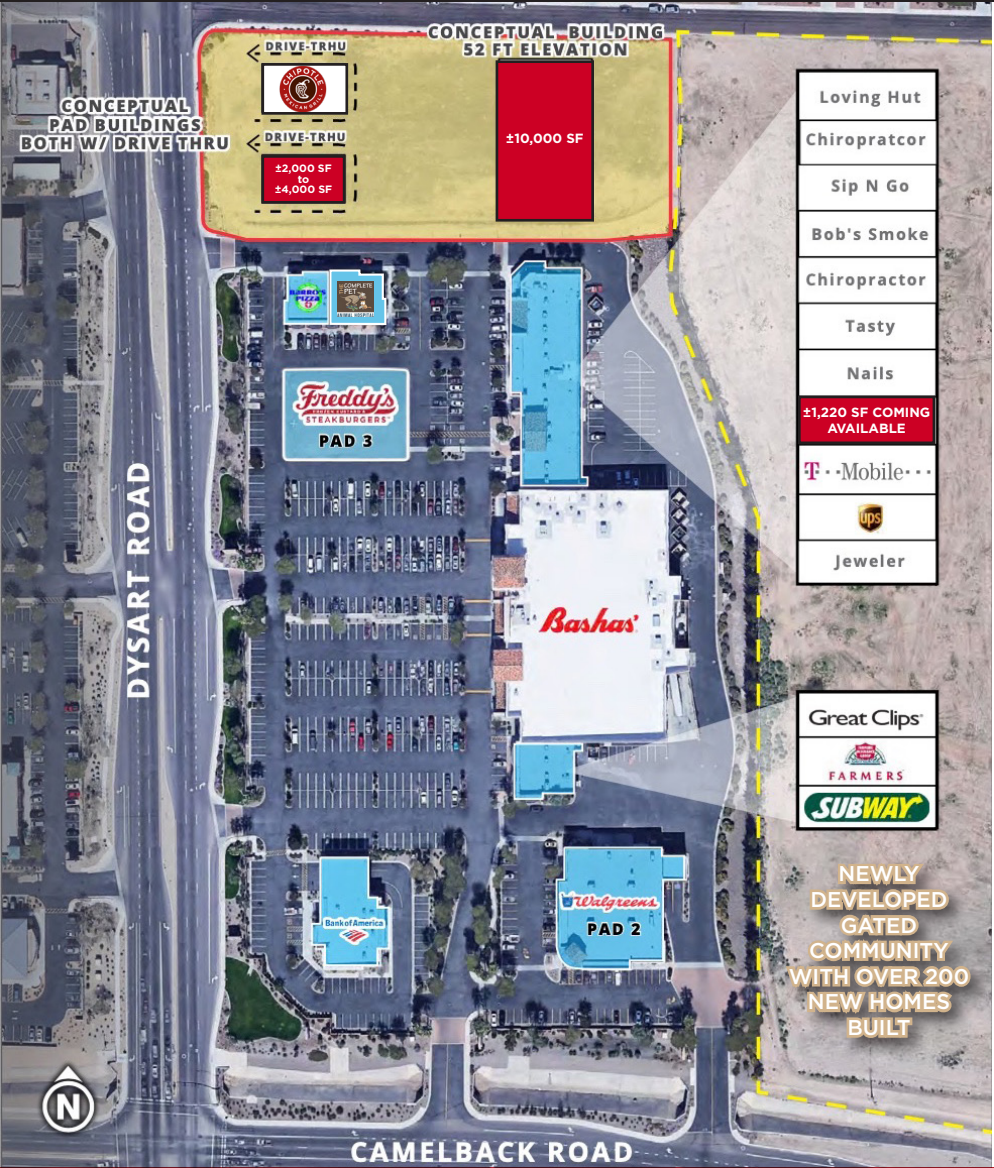 CONCEPTUAL BUILDING
52 FT ELEVATION
DRIVE-TRHU
CHIPOTLE
MEXICAN GRILL
CONCEPTUAL
PAD BUILDINGS
BOTH W/ DRIVE THRU
DRIVE-TRHU
±2,000 SF
to
±4,000 SF
±10,000 SF
BARRO'S
PIZZA
THE COMPLETE
PET
ANIMAL HOSPITAL
Freddy's
FROZEN CUSTARD &
STEAKBURGERS
PAD 3
DYSART ROAD
Bashas'
Loving Hut
Chiropratcor
Sip N Go
Bob's Smoke
Chiropractor
Tasty
Nails
±1,220 SF COMING
AVAILABLE
T··Mobile···
ups
Jeweler
Great Clips®
FARMERS
SUBWAY
Bank of America
Walgreens
PAD 2
NEWLY
DEVELOPED
GATED
COMMUNITY
WITH OVER 200
NEW HOMES
BUILT
N
CAMELBACK ROAD